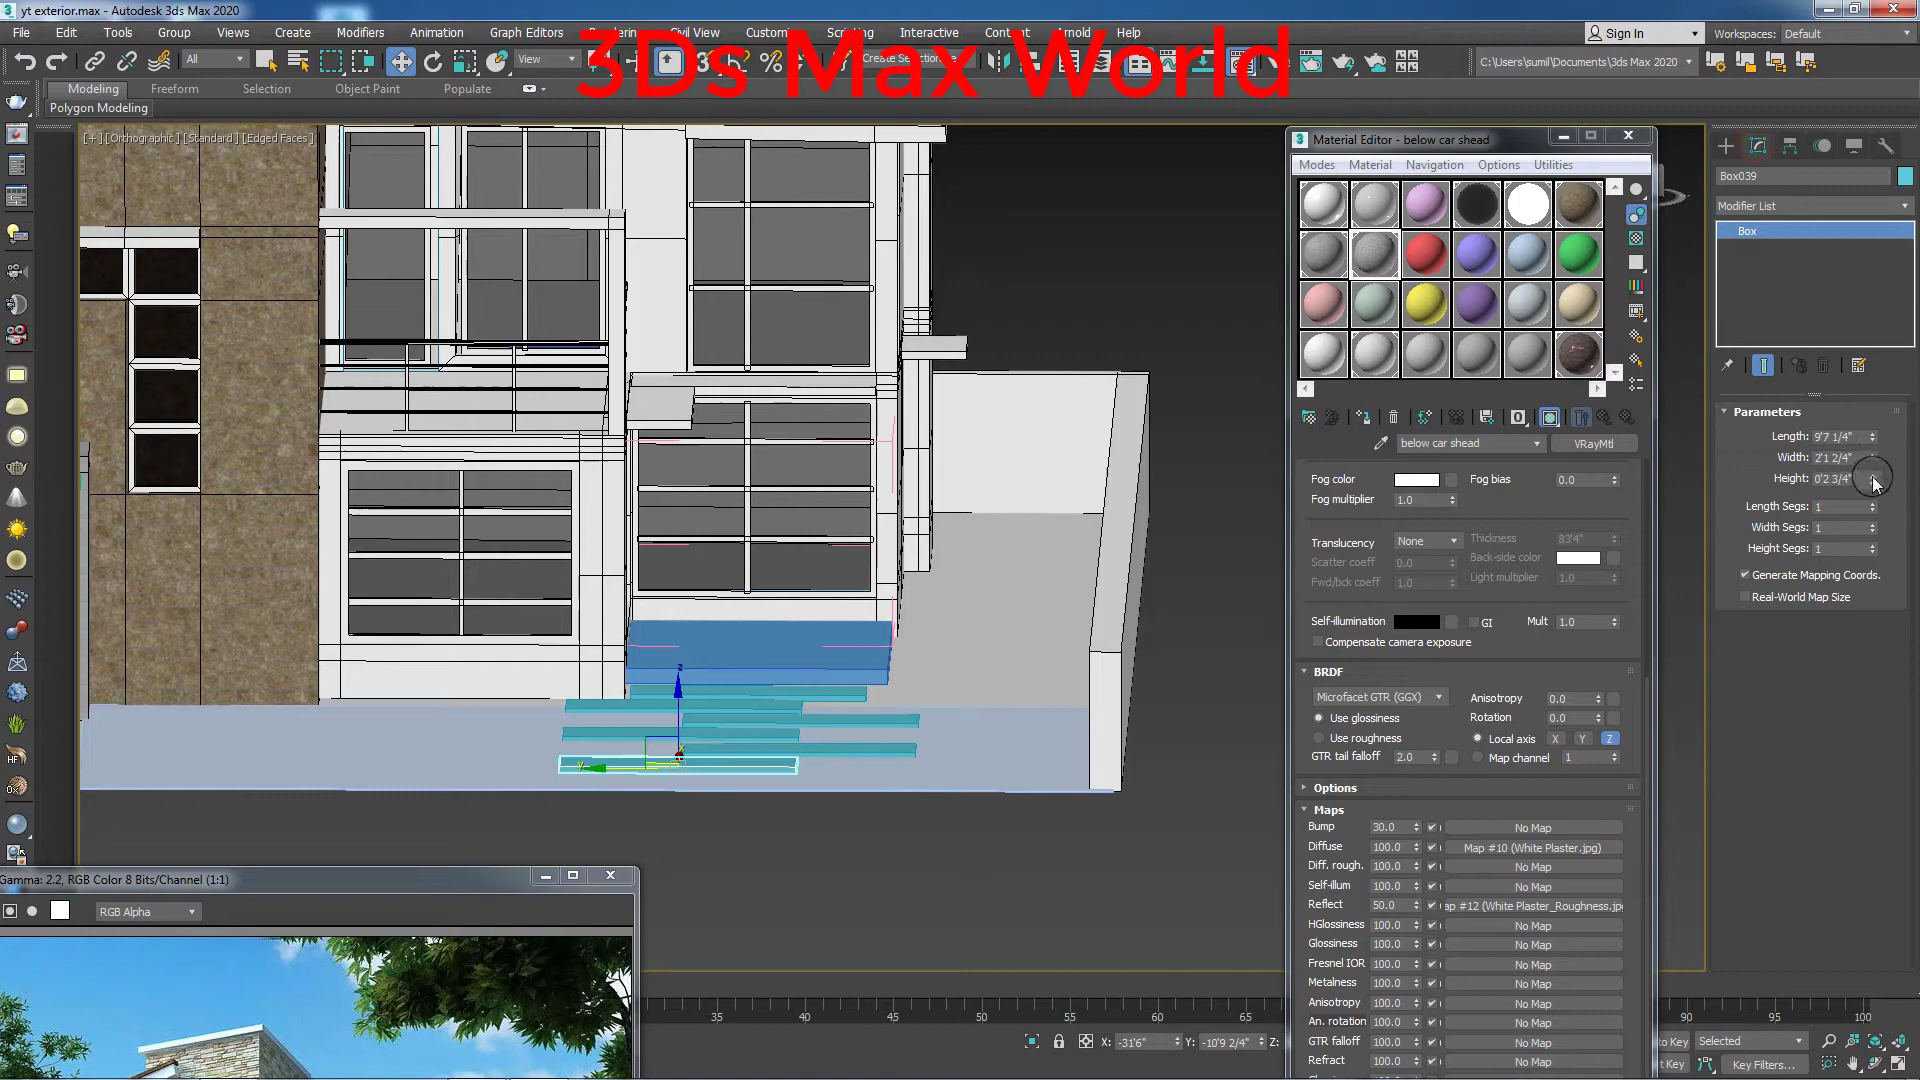 yt exterior.max - Autodesk 3ds Max 2020
File Edit Tools Group Views Create Modifiers Animation Graph Editors Rendering Civil View Customize Scripting Interactive Content Arnold Help
3Ds Max World
Sign In Workspaces: Default
All View Create Selection Se C:\Users\sumil\Documents\3ds Max 2020
Modeling Freeform Selection Object Paint Populate
Polygon Modeling
[+] [Orthographic] [Standard] [Edged Faces]
Material Editor - below car shead
Modes Material Navigation Options Utilities
Box039
Modifier List
Box
Parameters
Length: 9'7 1/4"
Width: 2'1 2/4"
Height: 0'2 3/4"
Length Segs: 1
Width Segs: 1
Height Segs: 1
Generate Mapping Coords.
Real-World Map Size
below car shead VRayMtl
Fog color Fog bias 0.0
Fog multiplier 1.0
Translucency None Thickness 83'4"
Scatter coeff 0.0 Back-side color
Fwd/bck coeff 1.0 Light multiplier 1.0
Self-illumination GI Mult 1.0
Compensate camera exposure
BRDF
Microfacet GTR (GGX) Anisotropy 0.0
Use glossiness Rotation 0.0
Use roughness Local axis X Y Z
GTR tail falloff 2.0 Map channel 1
Options
Maps
Bump 30.0 No Map
Diffuse 100.0 Map #10 (White Plaster.jpg)
Diff. rough. 100.0 No Map
Self-illum 100.0 No Map
Reflect 50.0 ap #12 (White Plaster_Roughness.jp
HGlossiness 100.0 No Map
Glossiness 100.0 No Map
Fresnel IOR 100.0 No Map
Metalness 100.0 No Map
Anisotropy 100.0 No Map
An. rotation 100.0 No Map
GTR falloff 100.0 No Map
Refract 100.0 No Map
z
y
x
Gamma: 2.2, RGB Color 8 Bits/Channel (1:1)
RGB Alpha
35 40 45 50 55 60 65 90 95 100
X: -31'6" Y: -10'9 2/4" Z:
to Key Selected
t Key Key Filters...